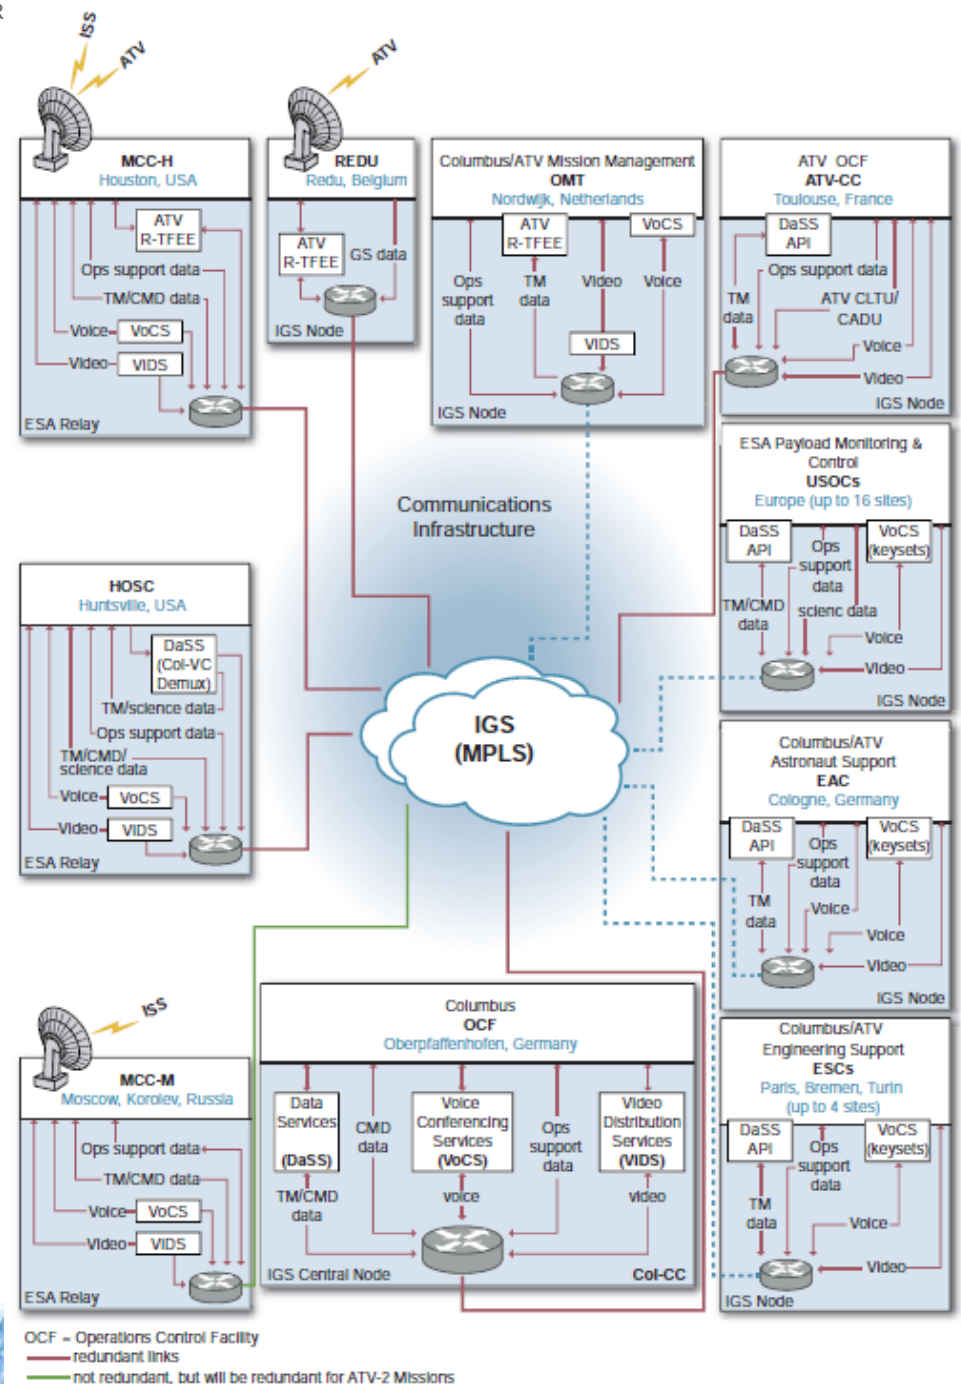 R
ISS
ATV
ATV
MCC-H
Houston, USA
ATV
R-TFEE
Ops support data
TM/CMD data
Voice
VoCS
Video
VIDS
ESA Relay
REDU
Redu, Belgium
ATV
R-TFEE
GS data
IGS Node
Columbus/ATV Mission Management
OMT
Nordwijk, Netherlands
ATV
R-TFEE
VoCS
Ops
support
data
TM
data
Video
Voice
VIDS
IGS Node
ATV OCF
ATV-CC
Toulouse, France
DaSS
API
Ops support data
TM
data
ATV CLTU/
CADU
Voice
Video
IGS Node
Communications
Infrastructure
ESA Payload Monitoring &
Control
USOCs
Europe (up to 16 sites)
DaSS
API
Ops
support
data
VoCS
(keysets)
TM/CMD
data
scienc data
Voice
Video
IGS Node
HOSC
Huntsville, USA
DaSS
(Col-VC
Demux)
TM/science data
Ops support data
TM/CMD/
science data
Voice
VoCS
Video
VIDS
ESA Relay
IGS
(MPLS)
Columbus/ATV
Astronaut Support
EAC
Cologne, Germany
DaSS
API
Ops
support
data
VoCS
(keysets)
TM
data
Voice
Voice
Video
IGS Node
ISS
MCC-M
Moscow, Korolev, Russia
Ops support data
TM/CMD data
Voice
VoCS
Video
VIDS
ESA Relay
Columbus
OCF
Oberpfaffenhofen, Germany
Data
Services
(DaSS)
CMD
data
Voice
Conferencing
Services
(VoCS)
Ops
support
data
Video
Distribution
Services
(VIDS)
TM/CMD
data
voice
video
IGS Central Node
Col-CC
Columbus/ATV
Engineering Support
ESCs
Paris, Bremen, Turin
(up to 4 sites)
DaSS
API
Ops
support
data
VoCS
(keysets)
TM
data
Voice
Video
IGS Node
OCF = Operations Control Facility
redundant links
not redundant, but will be redundant for ATV-2 Missions